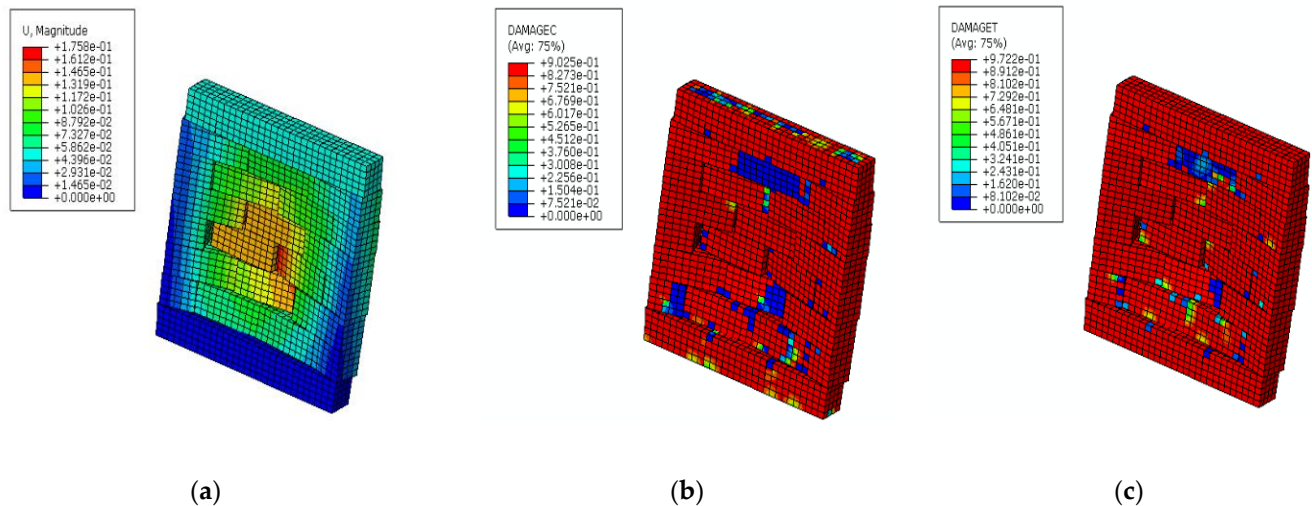 U, Magnitude
+1.758e-01
+1.612e-01
+1.465e-01
+1.319e-01
+1.172e-01
+1.026e-01
+8.792e-02
+7.327e-02
+5.862e-02
+4.396e-02
+2.931e-02
+1.465e-02
+0.000e+00
DAMAGEC
(Avg: 75%)
+9.025e-01
+8.273e-01
+7.521e-01
+6.769e-01
+6.017e-01
+5.265e-01
+4.512e-01
+3.760e-01
+3.008e-01
+2.256e-01
+1.504e-01
+7.521e-02
+0.000e+00
DAMAGET
(Avg: 75%)
+9.722e-01
+8.912e-01
+8.102e-01
+7.292e-01
+6.481e-01
+5.671e-01
+4.861e-01
+4.051e-01
+3.241e-01
+2.431e-01
+1.620e-01
+8.102e-02
+0.000e+00
(a)
(b)
(c)